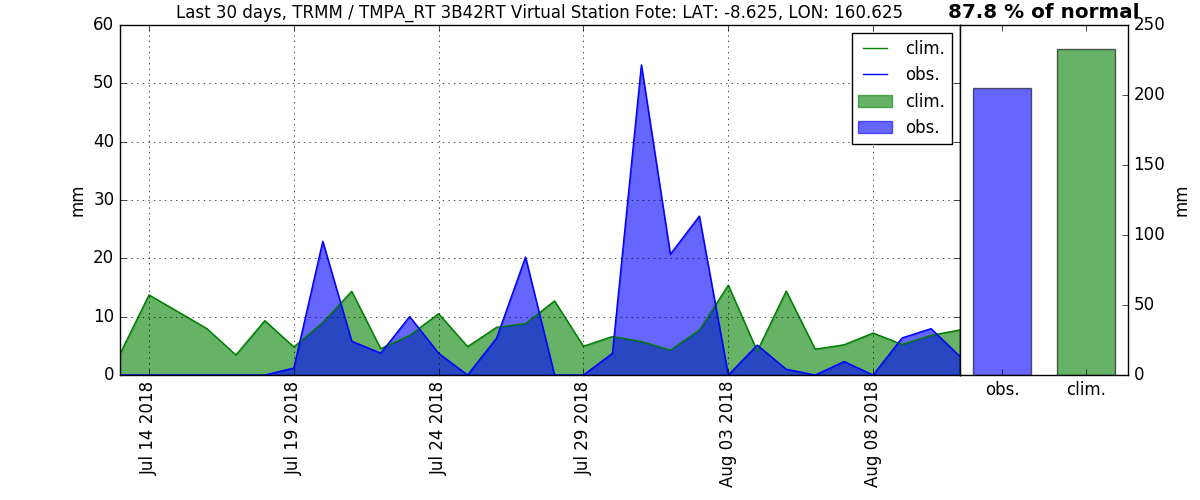 Last 30 days, TRMM / TMPA_RT 3B42RT Virtual Station Fote: LAT: -8.625, LON: 160.625
87.8 % of normal
60
50
40
30
20
10
0
mm
clim.
obs.
clim.
obs.
Jul 14 2018
Jul 19 2018
Jul 24 2018
Jul 29 2018
Aug 03 2018
Aug 08 2018
250
200
150
100
50
0
mm
obs.
clim.